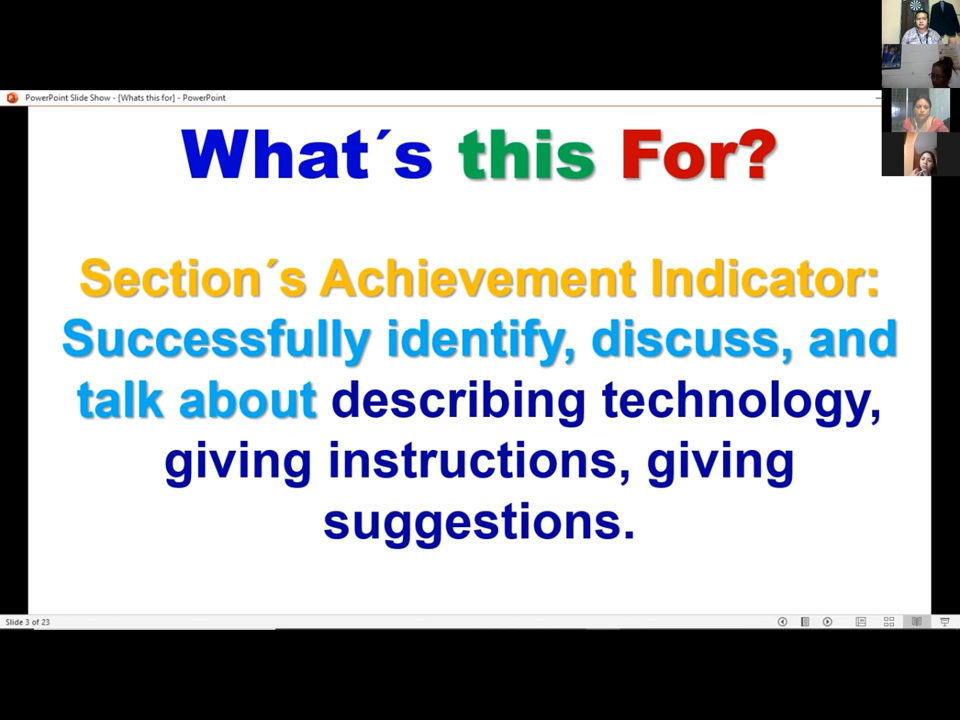 PowerPoint Slide Show - [Whats this for] - PowerPoint
What´s this For?
Section´s Achievement Indicator:
Successfully identify, discuss, and
talk about describing technology,
giving instructions, giving
suggestions.
Slide 3 of 23